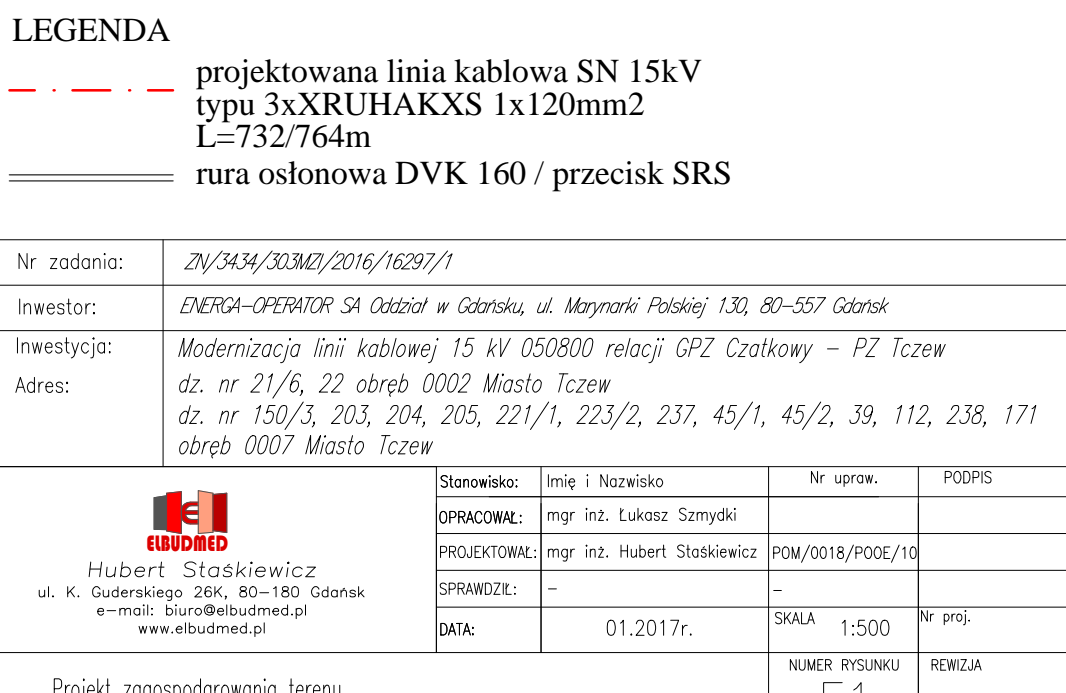 LEGENDA
projektowana linia kablowa SN 15kV
typu 3xXRUHAKXS 1x120mm2
L=732/764m
rura osłonowa DVK 160 / przecisk SRS
Nr zadania: ZN/3434/303MZI/2016/16297/1
Inwestor: ENERGA-OPERATOR SA Oddział w Gdańsku, ul. Marynarki Polskiej 130, 80-557 Gdańsk
Inwestycja: Modernizacja linii kablowej 15 kV 050800 relacji GPZ Czatkowy - PZ Tczew
Adres: dz. nr 21/6, 22 obręb 0002 Miasto Tczew
dz. nr 150/3, 203, 204, 205, 221/1, 223/2, 237, 45/1, 45/2, 39, 112, 238, 171
obręb 0007 Miasto Tczew
ELBUDMED
Hubert Staśkiewicz
ul. K. Guderskiego 26K, 80-180 Gdańsk
e-mail: biuro@elbudmed.pl
www.elbudmed.pl
Stanowisko: Imię i Nazwisko Nr upraw. PODPIS
OPRACOWAŁ: mgr inż. Łukasz Szmydki
PROJEKTOWAŁ: mgr inż. Hubert Staśkiewicz POM/0018/POOE/10
SPRAWDZIŁ: - -
DATA: 01.2017r. SKALA 1:500 Nr proj.
Projekt zagospodarowania terenu NUMER RYSUNKU REWIZJA